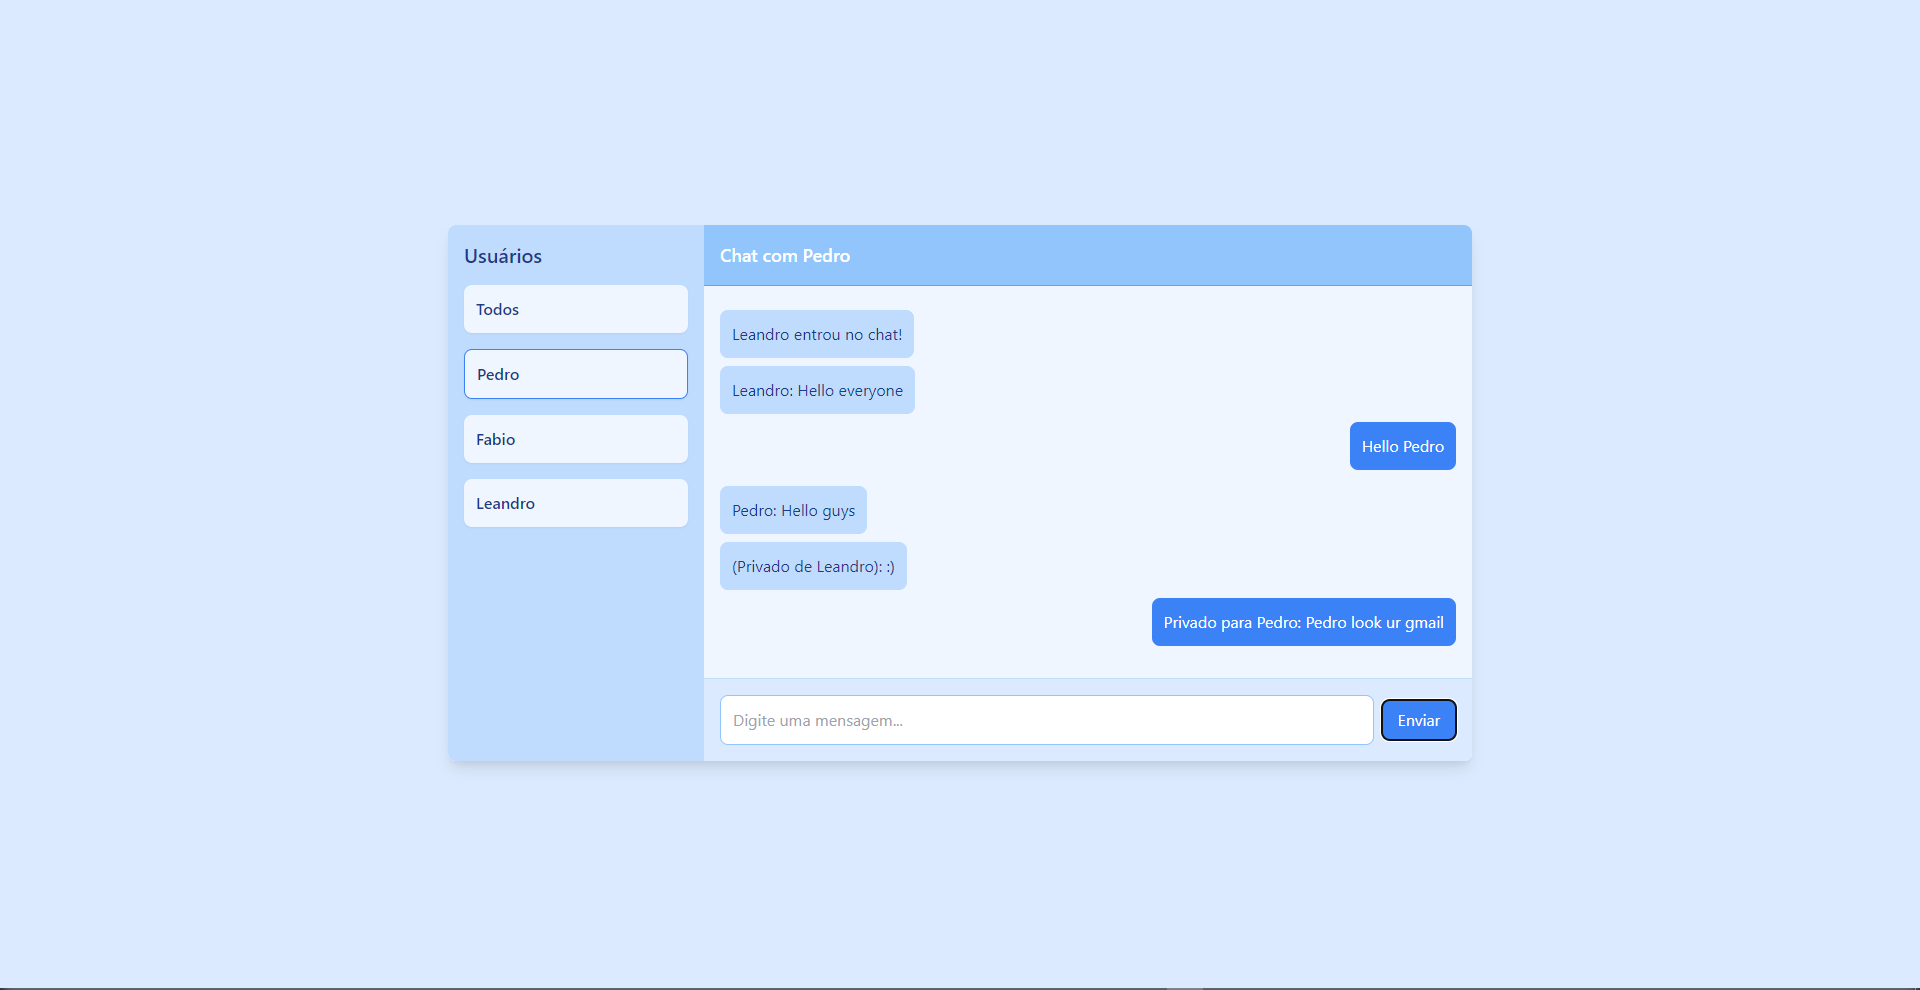 Usuários
Todos
Pedro
Fabio
Leandro
Chat com Pedro
Leandro entrou no chat!
Leandro: Hello everyone
Hello Pedro
Pedro: Hello guys
(Privado de Leandro): :)
Privado para Pedro: Pedro look ur gmail
Digite uma mensagem...
Enviar